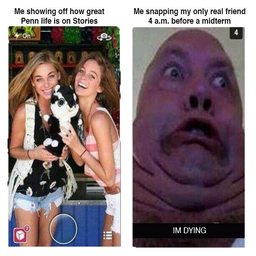 Me showing off how great
Penn life is on Stories
Me snapping my only real friend
4 a.m. before a midterm
On
4
IM DYING